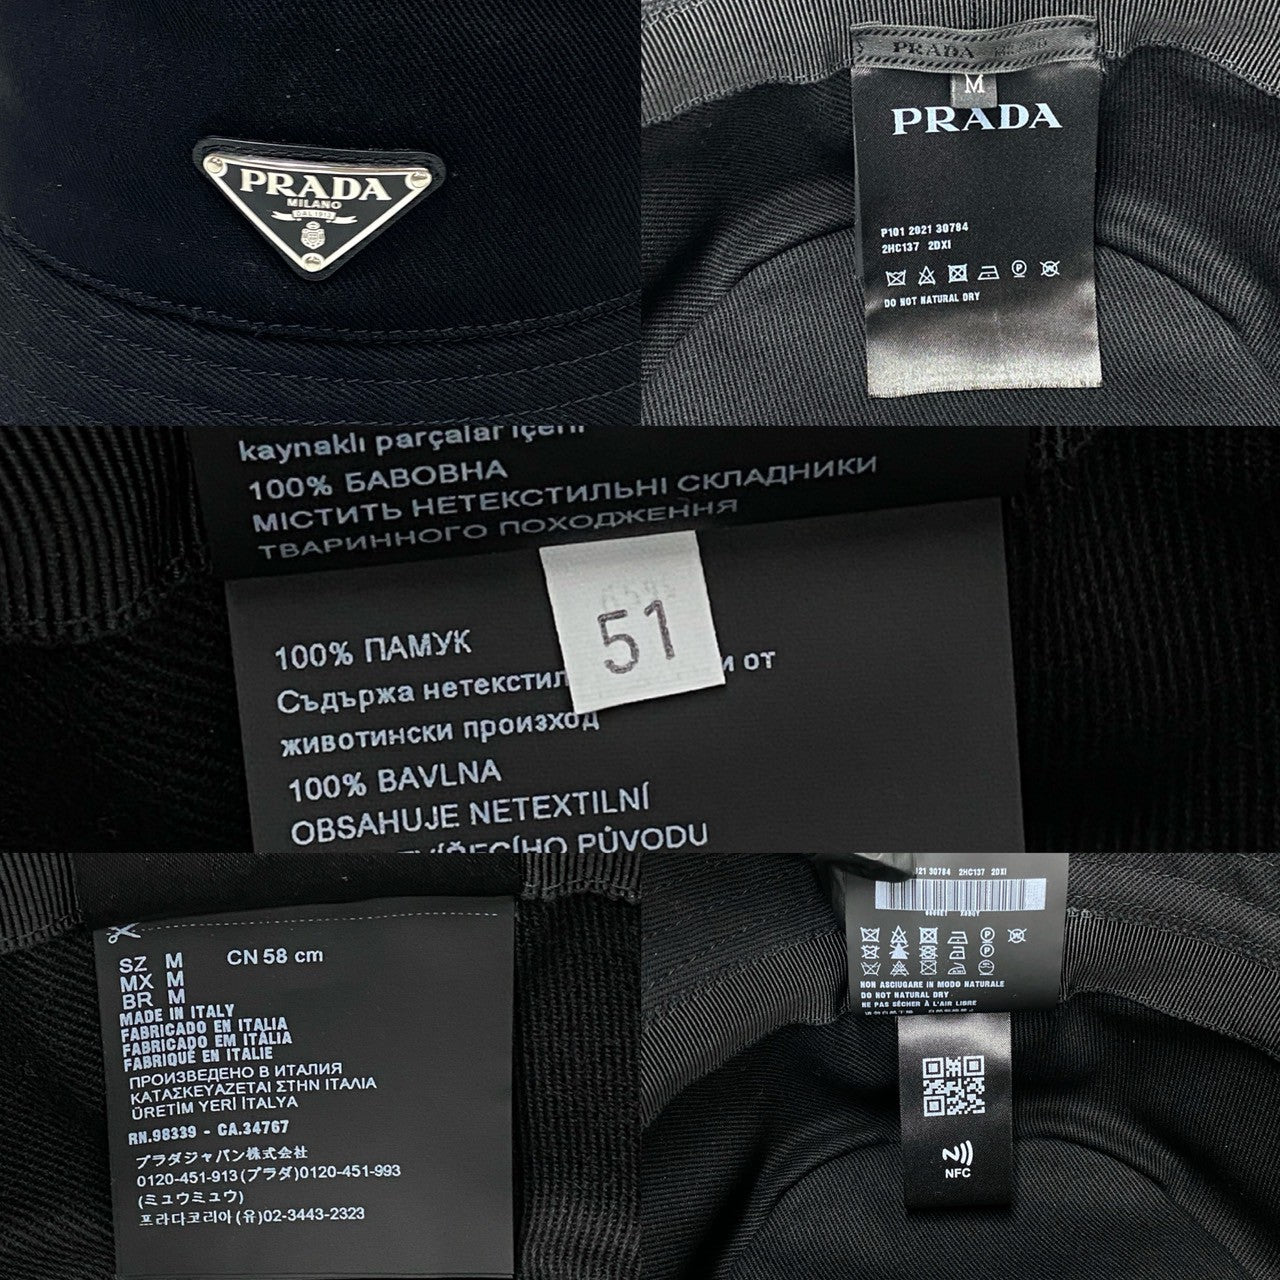 PRADA
MILANO
DAL 1913
PRADA
M
PRADA
P101 2021 30784
2HC137 2DXI
DO NOT NATURAL DRY
kaynaklı parçalar içerir
100% БАВОВНА
МІСТИТЬ НЕТЕКСТИЛЬНІ СКЛАДНИКИ
ТВАРИННОГО ПОХОДЖЕННЯ
51
100% ПАМУК
Съдържа нетекстил и от
животински произход
100% BAVLNA
OBSAHUJE NETEXTILNÍ
PŮVODU
SZ M CN 58 cm
MX M
BR M
MADE IN ITALY
FABRICADO EN ITALIA
FABRICADO EM ITALIA
FABRIQUÉ EN ITALIE
ПРОИЗВЕДЕНО В ИТАЛИЯ
ΚΑΤΑΣΚΕΥΑΖΕΤΑΙ ΣΤΗΝ ΙΤΑΛΙΑ
ÜRETİM YERİ İTALYA
RN.98339 - CA.34767
プラダジャパン株式会社
0120-451-913(プラダ)0120-451-993
(ミュウミュウ)
프라다코리아(유)02-3443-2323
21 30784 2HC137 2DXI
NON ASCIUGARE IN MODO NATURALE
DO NOT NATURAL DRY
NE PAS SÉCHER À L'AIR LIBRE
NFC